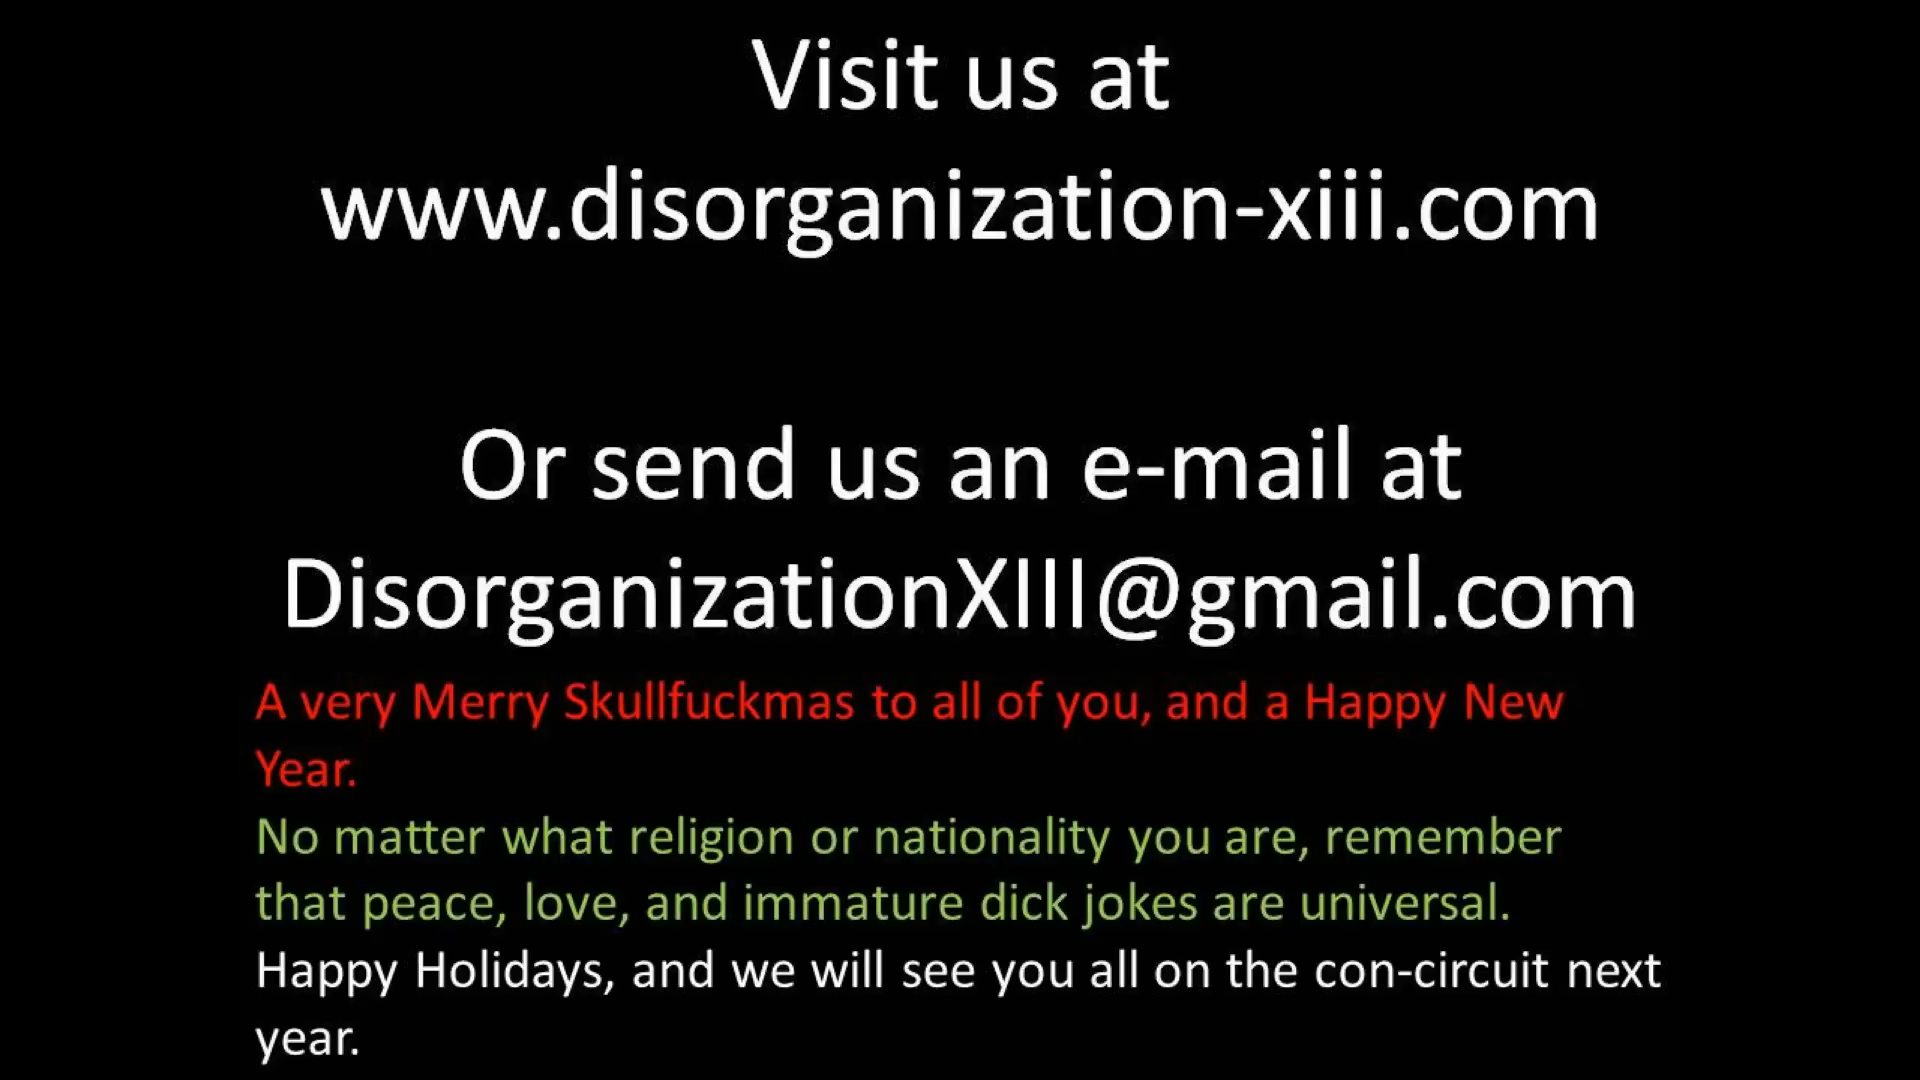 Visit us at
www.disorganization-xiii.com
Or send us an e-mail at
DisorganizationXIII@gmail.com
A very Merry Skullfuckmas to all of you, and a Happy New
Year.
No matter what religion or nationality you are, remember
that peace, love, and immature dick jokes are universal.
Happy Holidays, and we will see you all on the con-circuit next
year.